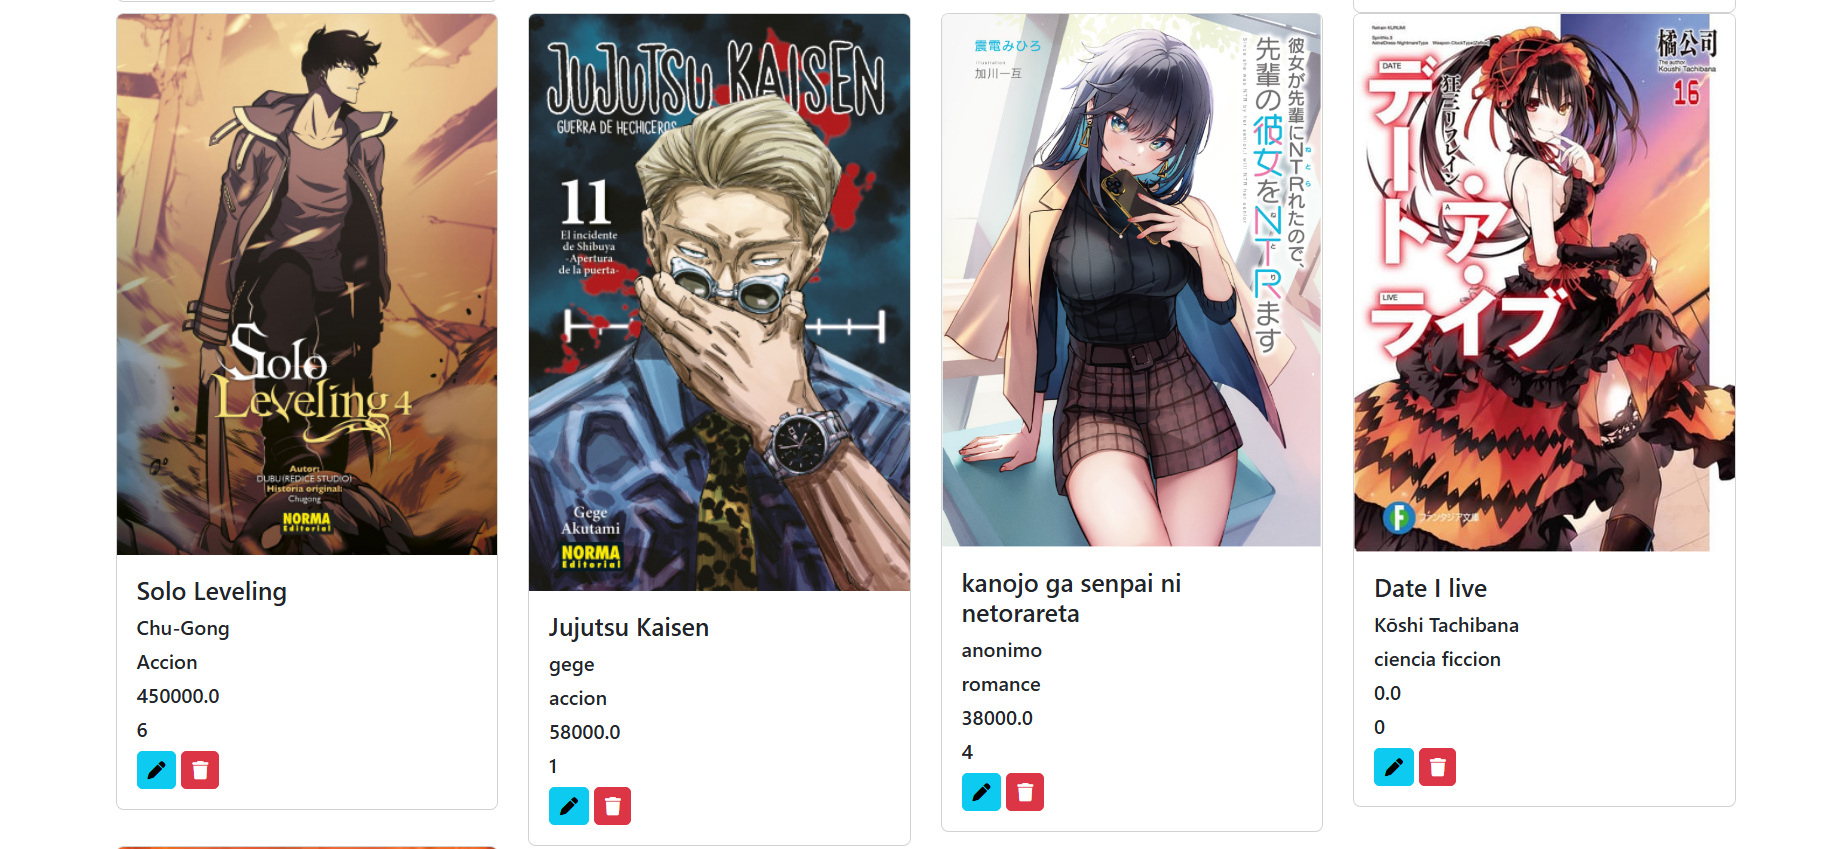 Solo
Leveling 4
Autor:
DUBU (REDICE STUDIO)
Historia original:
Chugong
NORMA
Editorial
Solo Leveling
Chu-Gong
Accion
450000.0
6
JUJUTSU KAISEN
GUERRA DE HECHICEROS
11
El incidente
de Shibuya
-Apertura
de la puerta-
Gege
Akutami
NORMA
Editorial
Jujutsu Kaisen
gege
accion
58000.0
1
震電みひろ
Illustration
加川壱互
彼女が先輩にNTRれたので、
先輩の彼女をNTRます
kanojo ga senpai ni
netorareta
anonimo
romance
38000.0
4
橘公司
The author
Koushi Tachibana
16
DATE
A
LIVE
デート・ア・ライブ
狂三リフレイン
ファンタジア文庫
Date I live
Kōshi Tachibana
ciencia ficcion
0.0
0